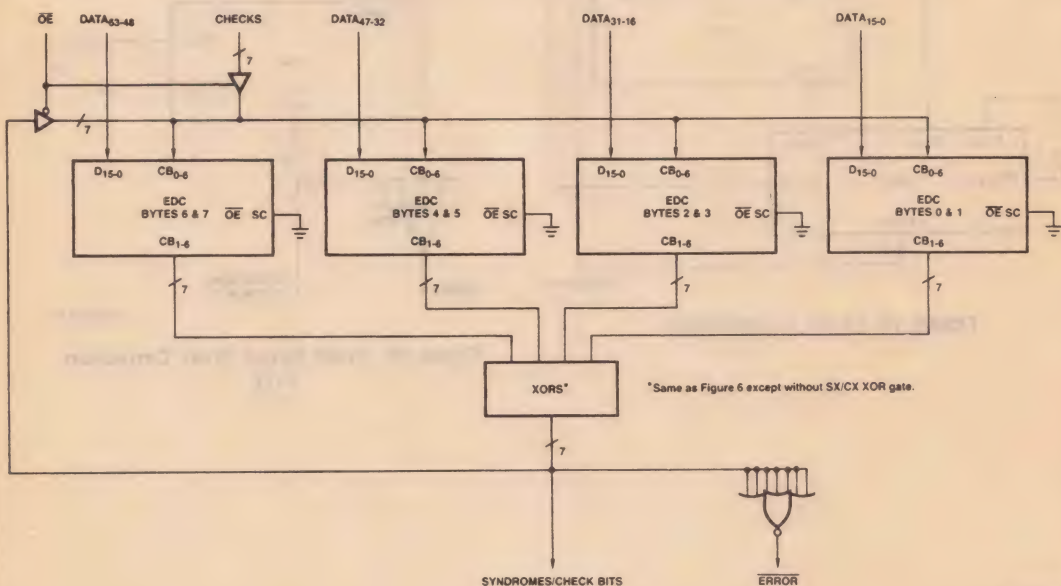 OE DATA63-48 CHECKS DATA47-32 DATA31-16 DATA15-0
7
7
D15-0 CB0-6
EDC
BYTES 6 & 7 OE SC
CB1-6
D15-0 CB0-6
EDC
BYTES 4 & 5 OE SC
CB1-6
D15-0 CB0-6
EDC
BYTES 2 & 3 OE SC
CB1-6
D15-0 CB0-6
EDC
BYTES 0 & 1 OE SC
CB1-6
7 7 7 7
XORS*
*Same as Figure 6 except without SX/CX XOR gate.
7
SYNDROMES/CHECK BITS ERROR